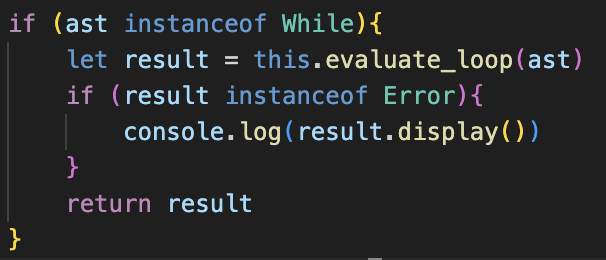 if (ast instanceof While){
let result = this.evaluate_loop(ast)
if (result instanceof Error){
console.log(result.display())
}
return result
}